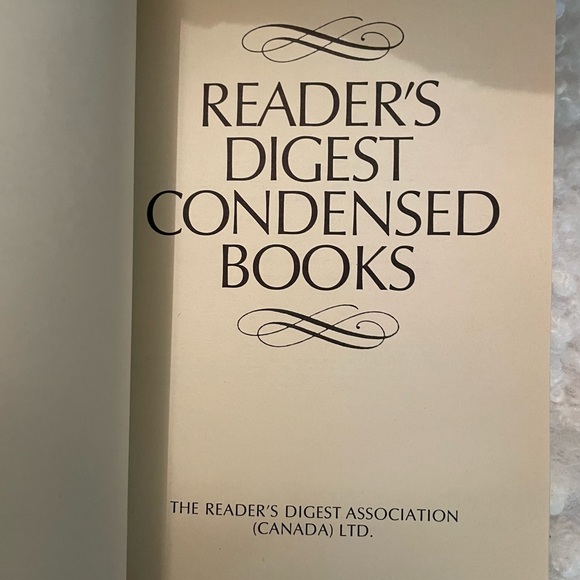 READER'S
DIGEST
CONDENSED
BOOKS
THE READER'S DIGEST ASSOCIATION
(CANADA) LTD.